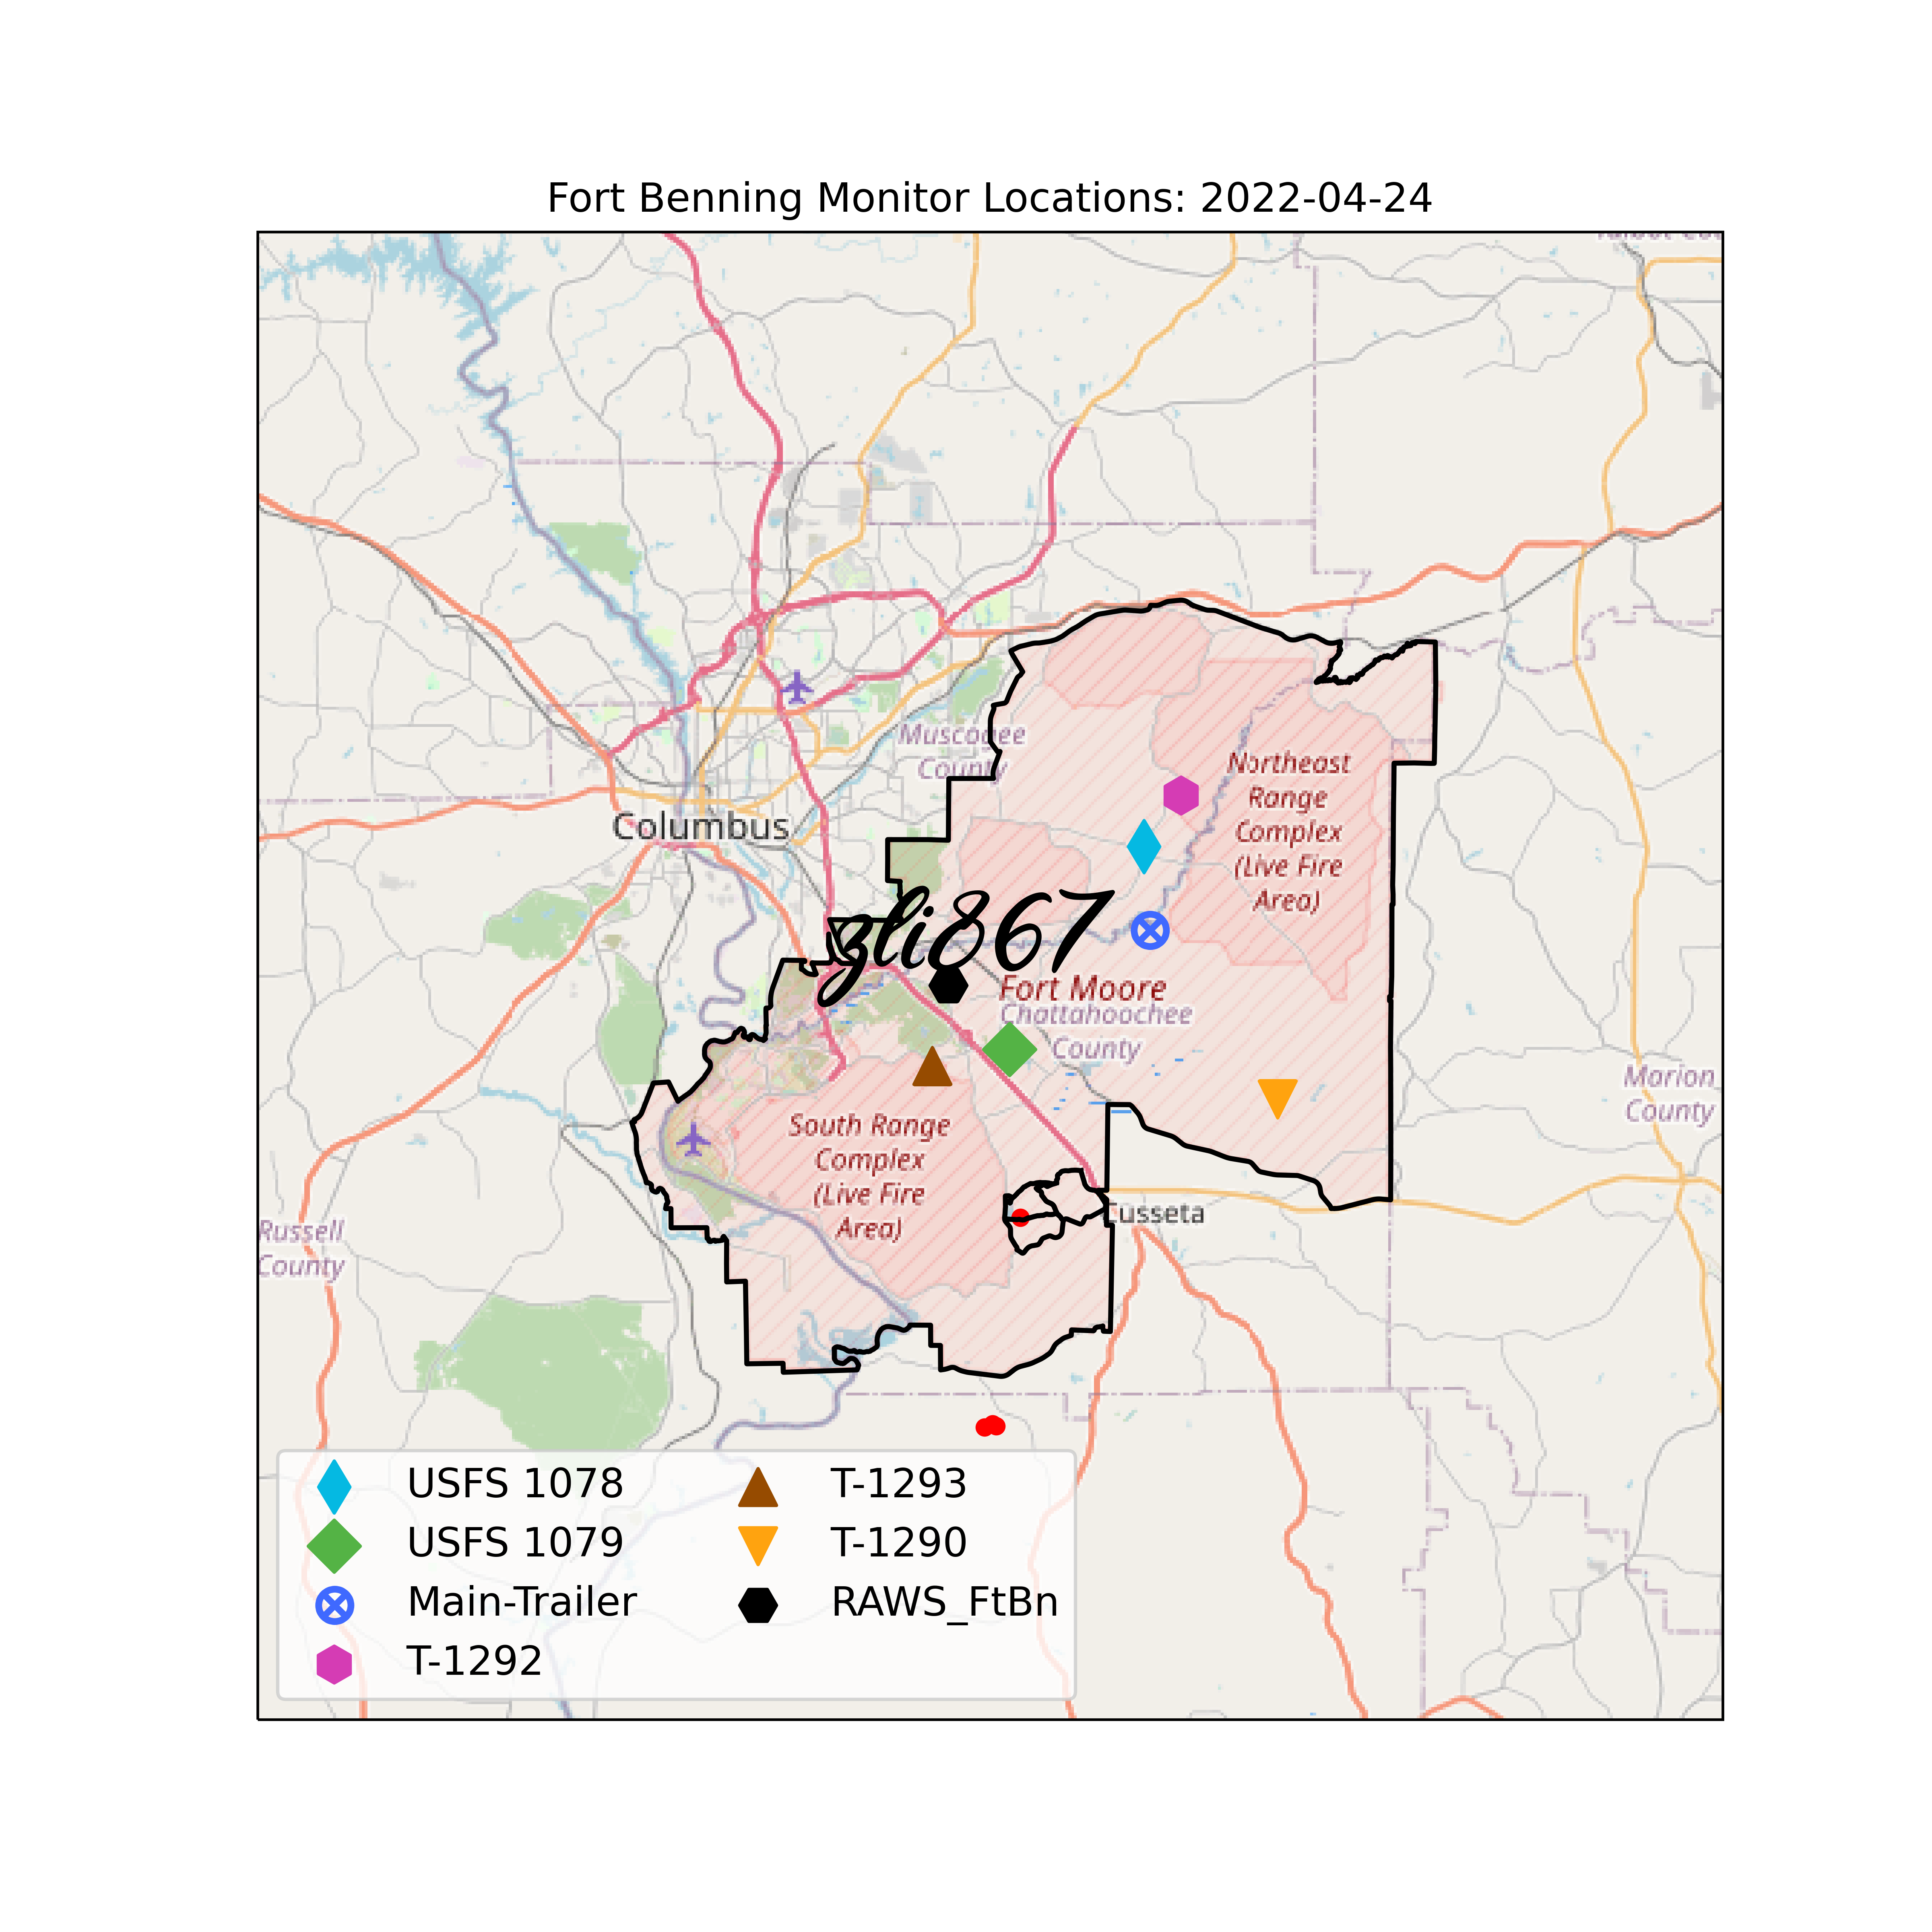 Fort Benning Monitor Locations: 2022-04-24
Muscogee
County
Northeast
Range
Complex
(Live Fire
Area)
Columbus
gli867
Fort Moore
Chattahoochee
County
Marion
County
South Range
Complex
(Live Fire
Area)
Cusseta
Russell
County
USFS 1078
USFS 1079
Main-Trailer
T-1292
T-1293
T-1290
RAWS_FtBn